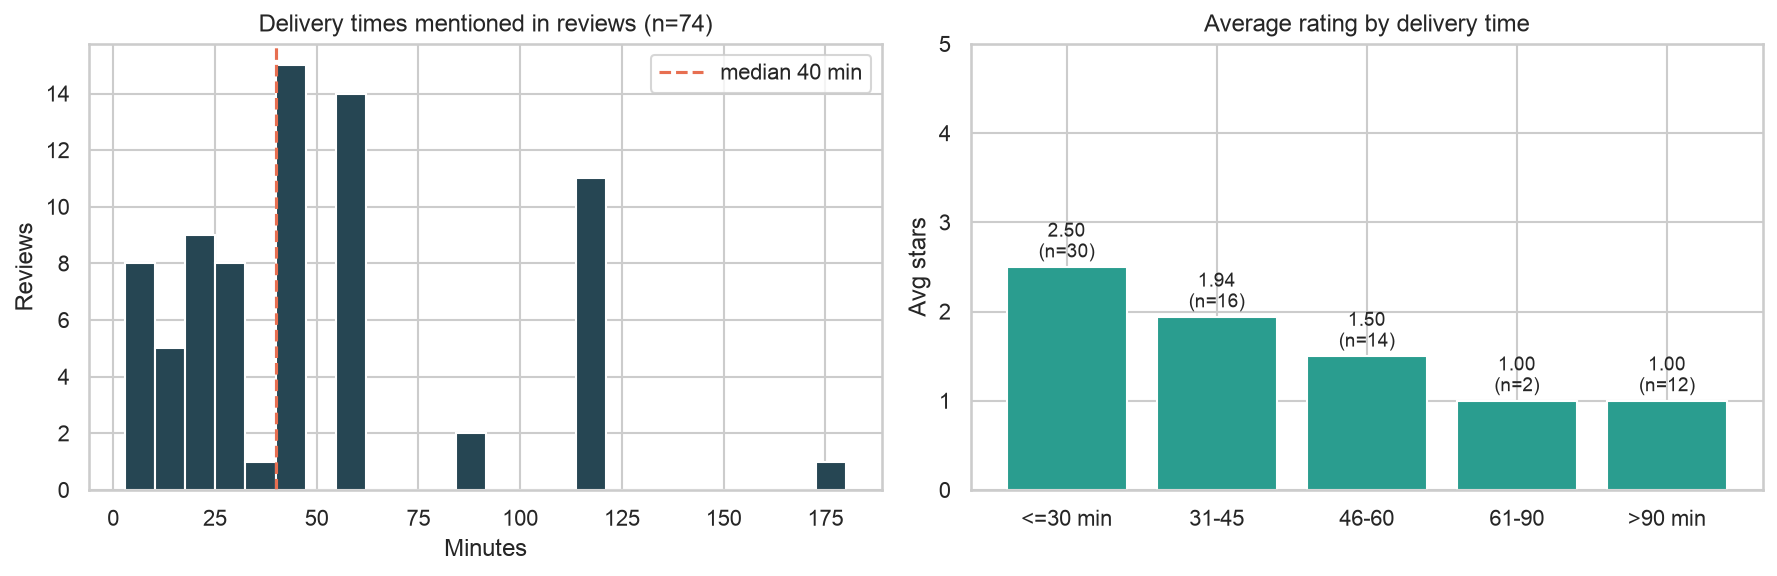 Delivery times mentioned in reviews (n=74)
median 40 min
Reviews
14
12
10
8
6
4
2
0
0 25 50 75 100 125 150 175
Minutes
Average rating by delivery time
Avg stars
5
4
3
2
1
0
2.50
(n=30)
1.94
(n=16)
1.50
(n=14)
1.00
(n=2)
1.00
(n=12)
<=30 min 31-45 46-60 61-90 >90 min